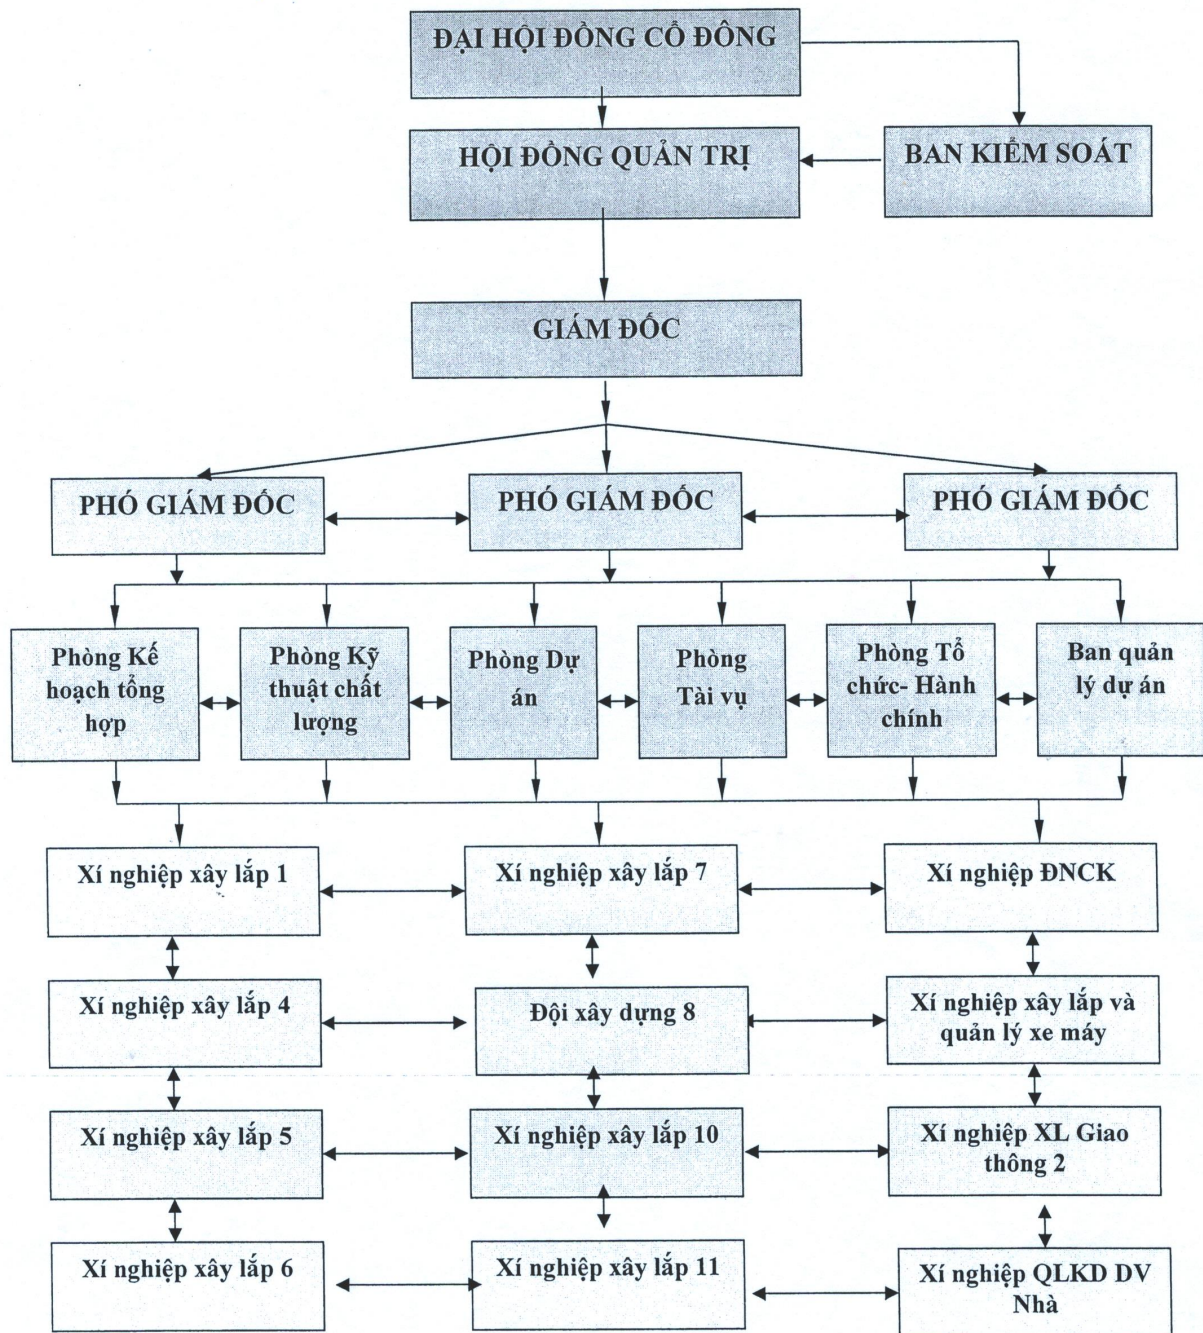 ĐẠI HỘI ĐỒNG CỔ ĐÔNG
HỘI ĐỒNG QUẢN TRỊ
BAN KIỂM SOÁT
GIÁM ĐỐC
PHÓ GIÁM ĐỐC
PHÓ GIÁM ĐỐC
PHÓ GIÁM ĐỐC
Phòng Kế
hoạch tổng
hợp
Phòng Kỹ
thuật chất
lượng
Phòng Dự
án
Phòng
Tài vụ
Phòng Tổ
chức- Hành
chính
Ban quản
lý dự án
Xí nghiệp xây lắp 1
Xí nghiệp xây lắp 7
Xí nghiệp ĐNCK
Xí nghiệp xây lắp 4
Đội xây dựng 8
Xí nghiệp xây lắp và
quản lý xe máy
Xí nghiệp xây lắp 5
Xí nghiệp xây lắp 10
Xí nghiệp XL Giao
thông 2
Xí nghiệp xây lắp 6
Xí nghiệp xây lắp 11
Xí nghiệp QLKD DV
Nhà